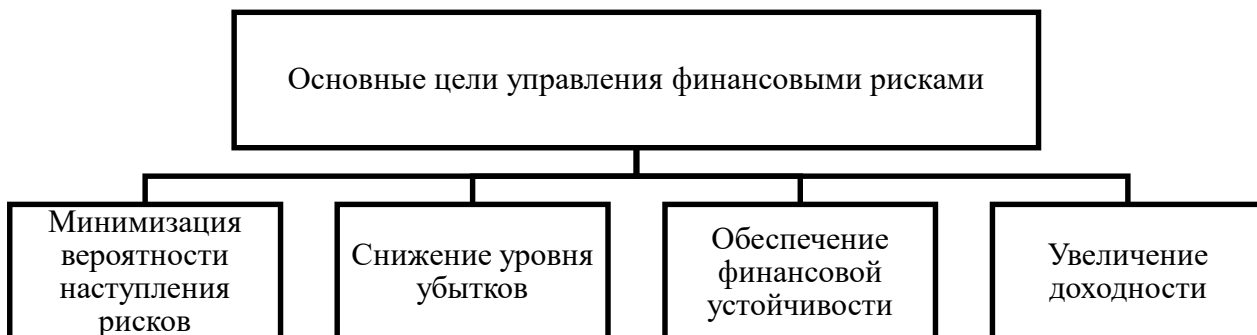 Основные цели управления финансовыми рисками
Минимизация
вероятности
наступления
рисков
Снижение уровня
убытков
Обеспечение
финансовой
устойчивости
Увеличение
доходности